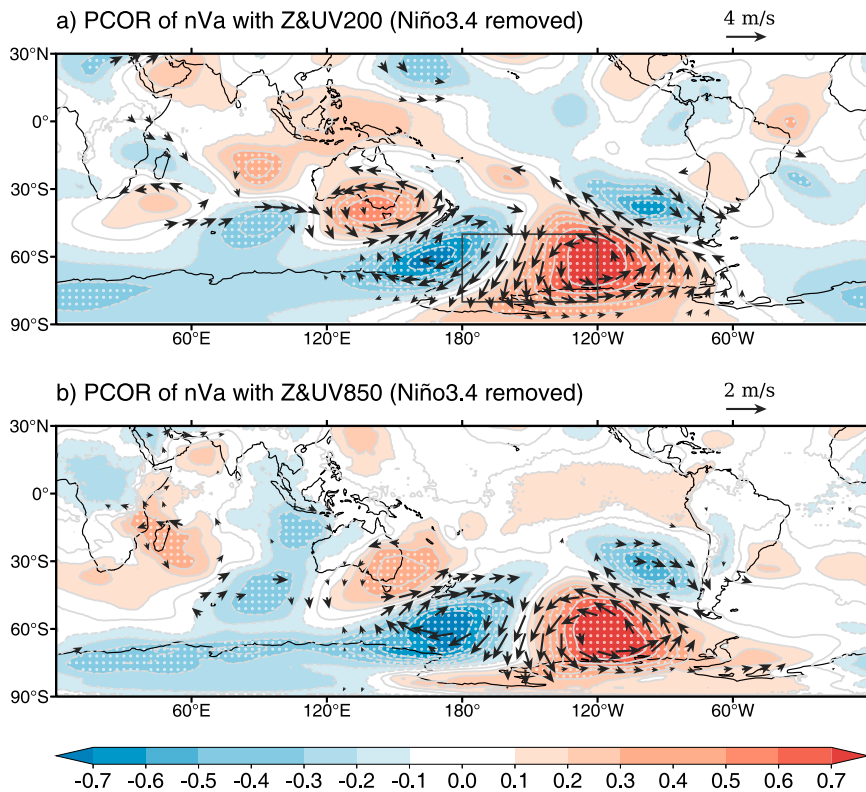 a) PCOR of nVa with Z&UV200 (Niño3.4 removed)
4 m/s
30°N
0°
30°S
60°S
90°S
60°E 120°E 180° 120°W 60°W
b) PCOR of nVa with Z&UV850 (Niño3.4 removed)
2 m/s
30°N
0°
30°S
60°S
90°S
60°E 120°E 180° 120°W 60°W
-0.7 -0.6 -0.5 -0.4 -0.3 -0.2 -0.1 0.0 0.1 0.2 0.3 0.4 0.5 0.6 0.7